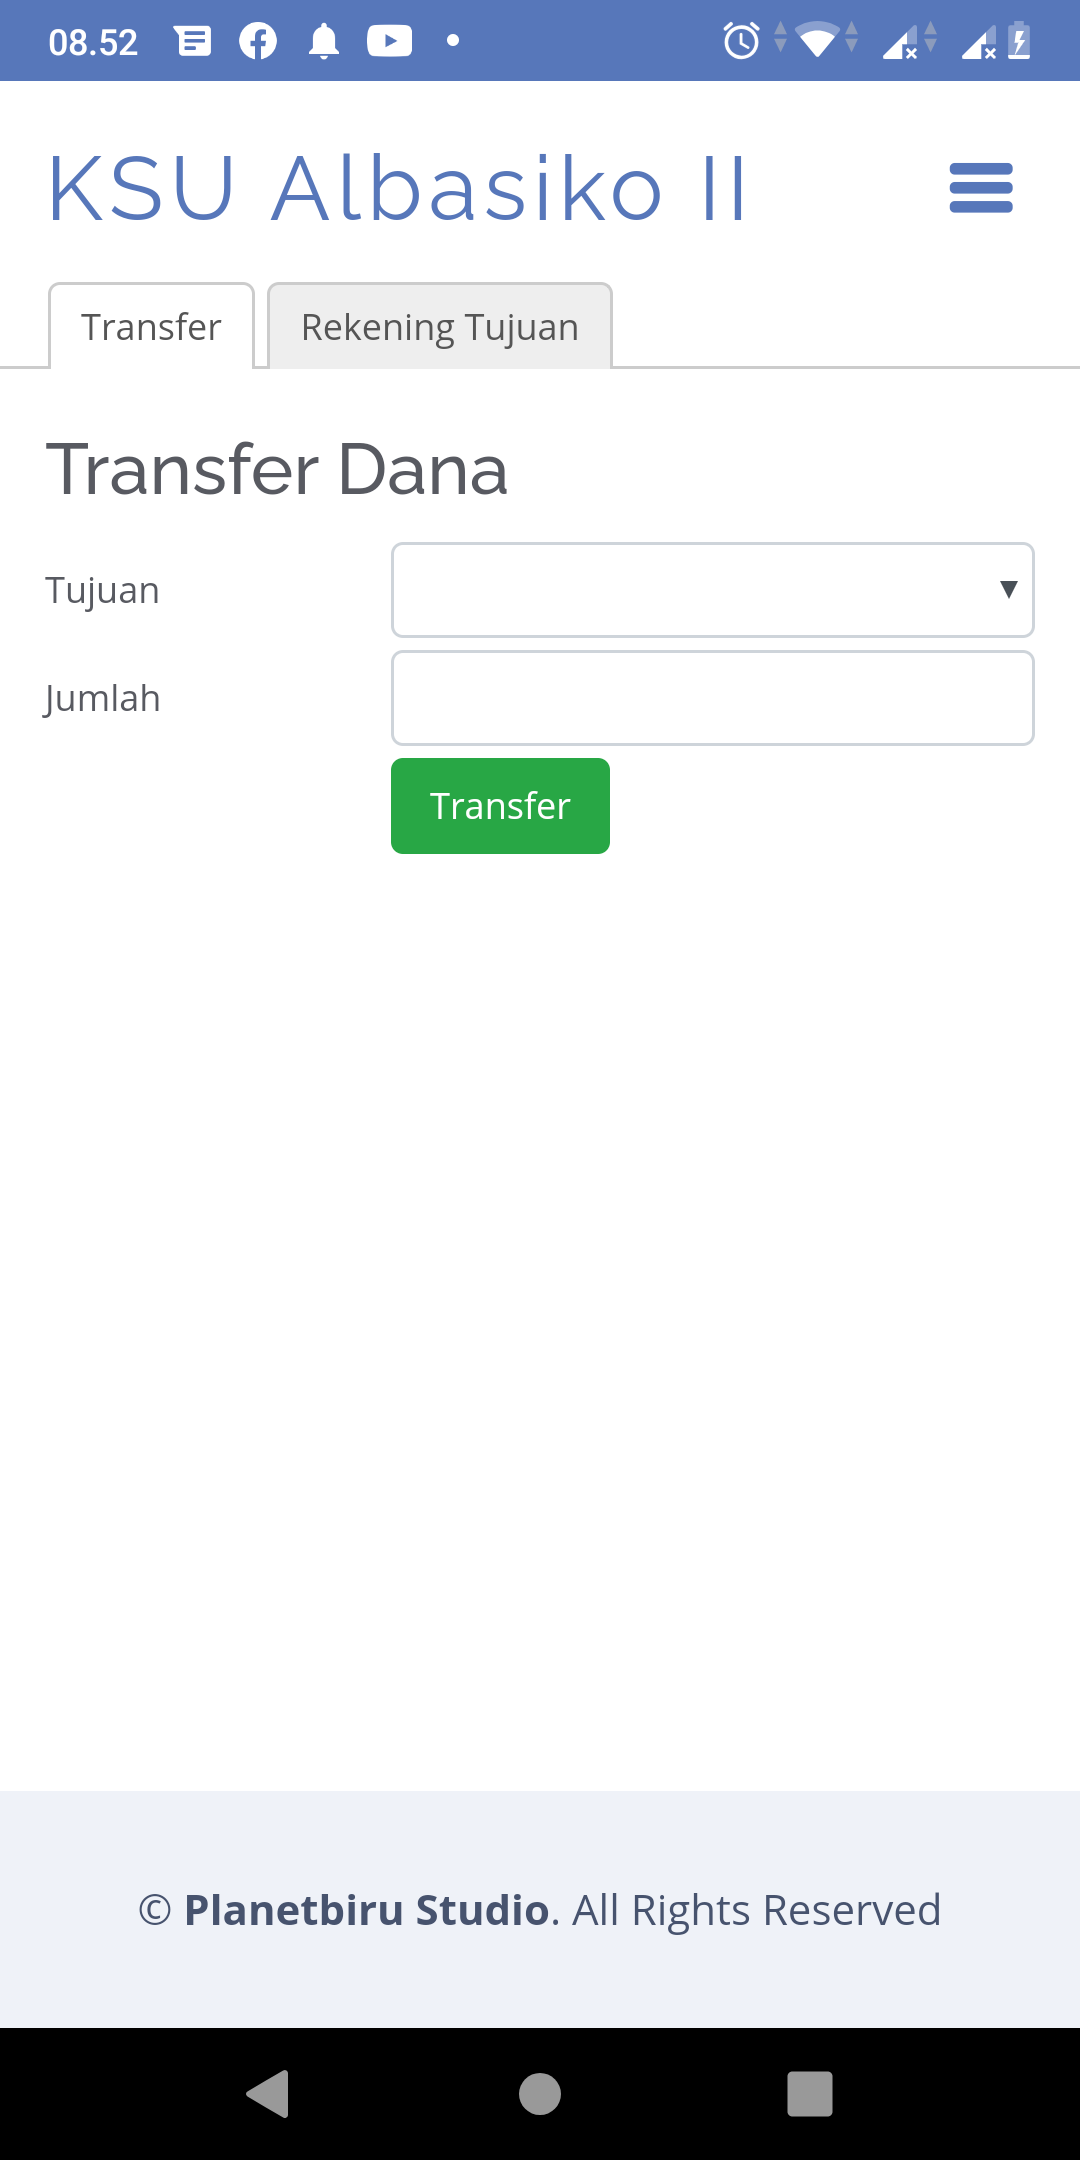 08.52
KSU Albasiko II
Transfer
Rekening Tujuan
Transfer Dana
Tujuan
Jumlah
Transfer
© Planetbiru Studio. All Rights Reserved